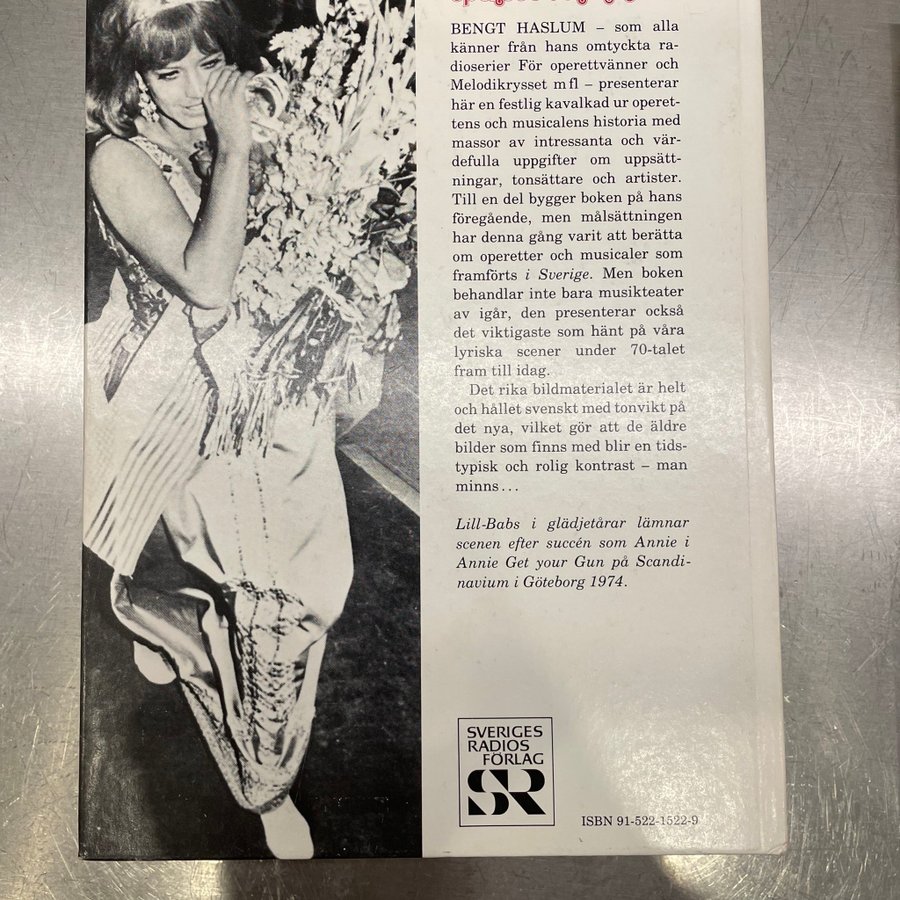 BENGT HASLUM – som alla
känner från hans omtyckta ra-
dioserier För operettvänner och
Melodikrysset m fl – presenterar
här en festlig kavalkad ur operet-
tens och musicalens historia med
massor av intressanta och vär-
defulla uppgifter om uppsätt-
ningar, tonsättare och artister.
Till en del bygger boken på hans
föregående, men målsättningen
har denna gång varit att berätta
om operetter och musicaler som
framförts i Sverige. Men boken
behandlar inte bara musikteater
av igår, den presenterar också
det viktigaste som hänt på våra
lyriska scener under 70-talet
fram till idag.
Det rika bildmaterialet är helt
och hållet svenskt med tonvikt på
det nya, vilket gör att de äldre
bilder som finns med blir en tids-
typisk och rolig kontrast – man
minns...
Lill-Babs i glädjetårar lämnar
scenen efter succén som Annie i
Annie Get your Gun på Scandi-
navium i Göteborg 1974.
SVERIGES
RADIOS
FÖRLAG
SR
ISBN 91-522-1522-9